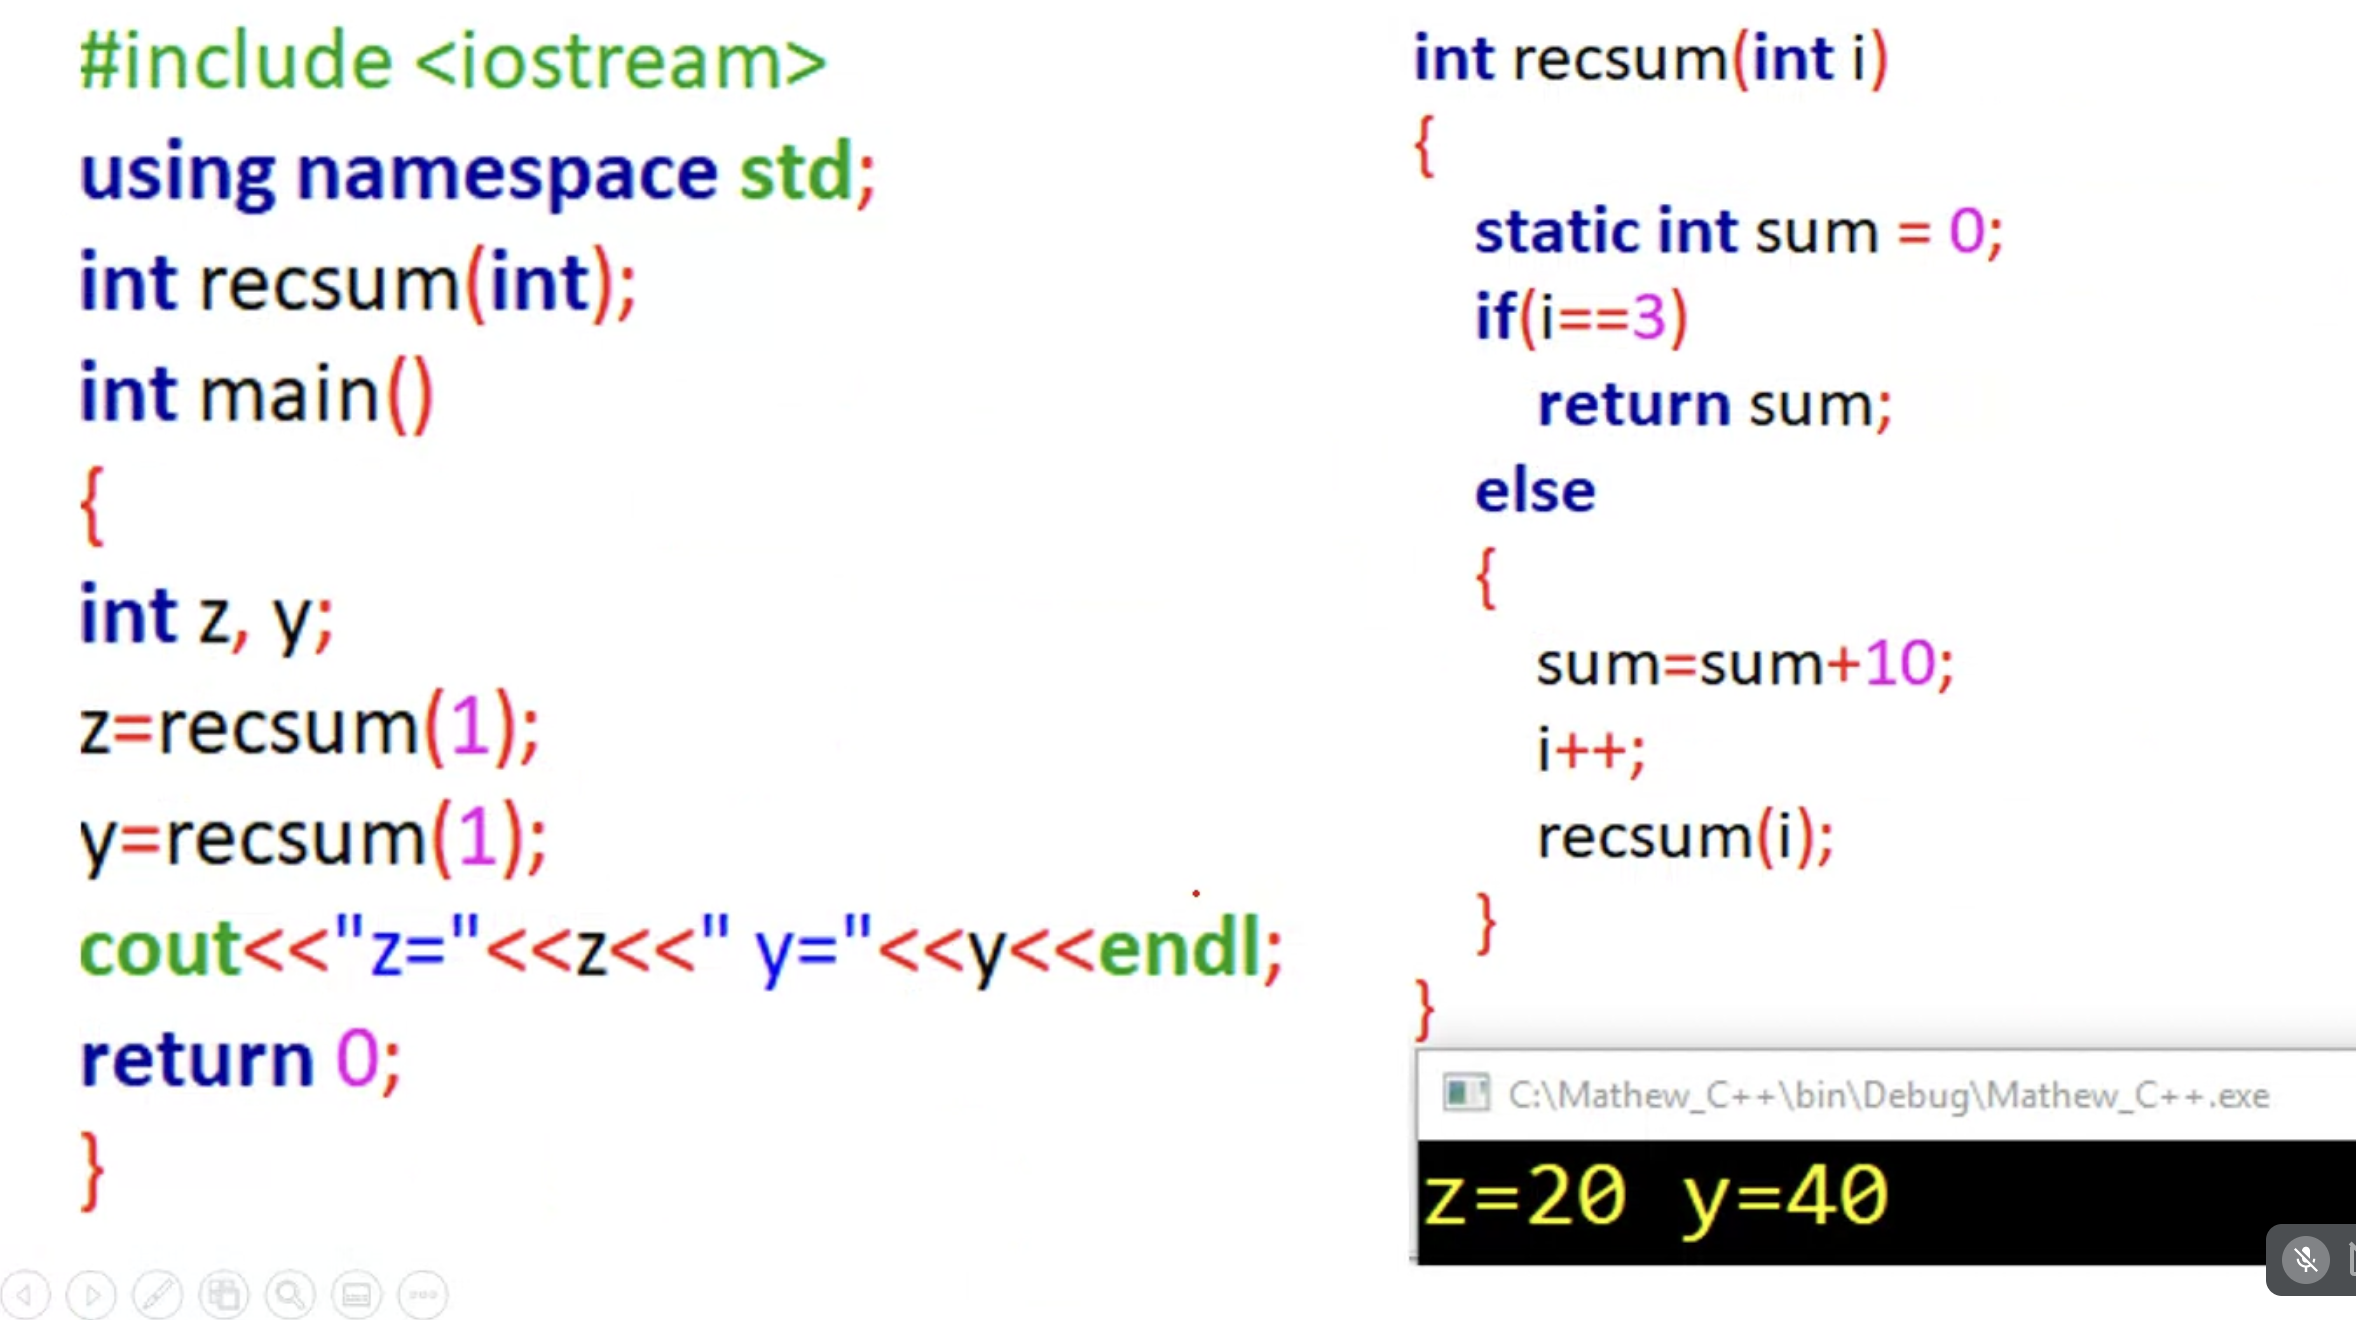 #include <iostream>
using namespace std;
int recsum(int);
int main()
{
int z, y;
z=recsum(1);
y=recsum(1);
cout<<"z="<<z<<" y="<<y<<endl;
return 0;
}
int recsum(int i)
{
static int sum = 0;
if(i==3)
return sum;
else
{
sum=sum+10;
i++;
recsum(i);
}
}
C:\Mathew_C++\bin\Debug\Mathew_C++.exe
z=20 y=40